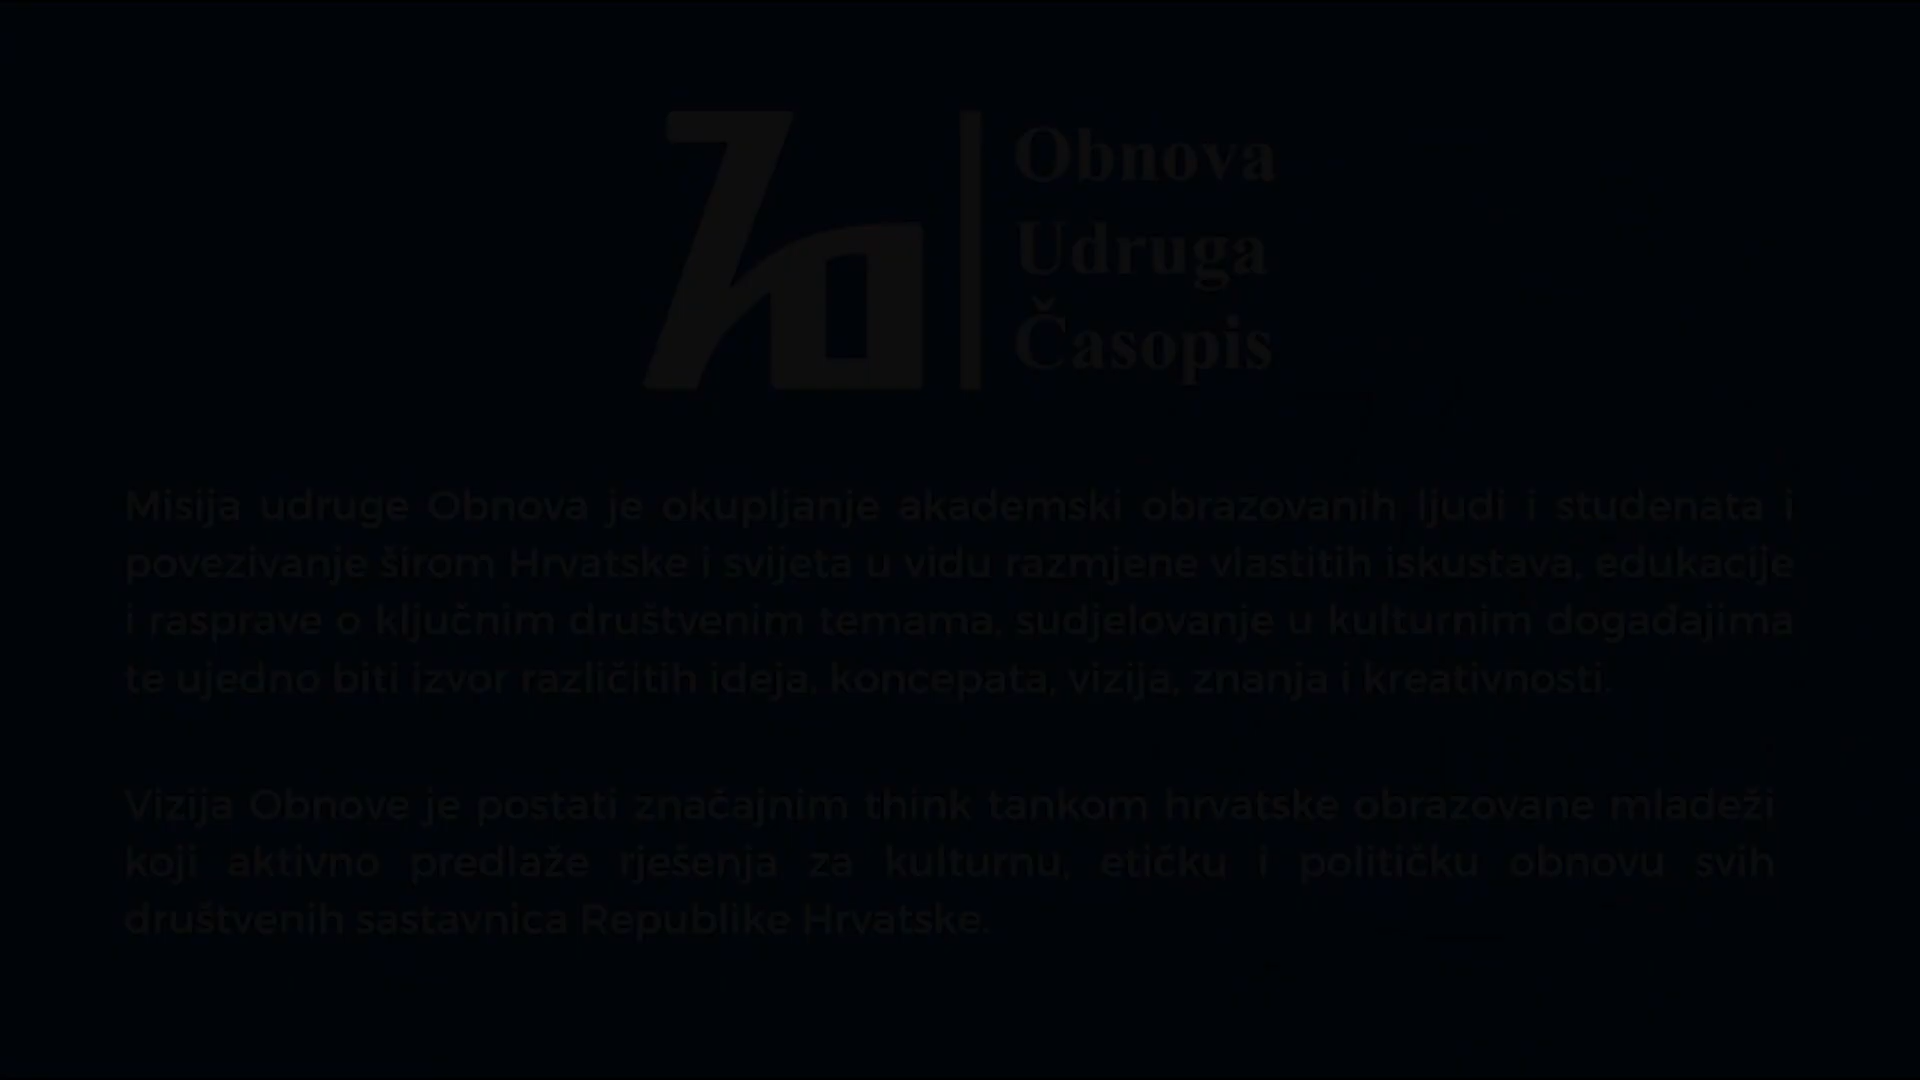 Obnova
Udruga
Časopis
Misija udruge Obnova je okupljanje akademski obrazovanih ljudi i studenata i
povezivanje širom Hrvatske i svijeta u vidu razmjene vlastitih iskustava, edukacije
i rasprave o ključnim društvenim temama, sudjelovanje u kulturnim događajima
te ujedno biti izvor različitih ideja, koncepata, vizija, znanja i kreativnosti.
Vizija Obnove je postati značajnim think tankom hrvatske obrazovane mladeži
koji aktivno predlaže rješenja za kulturnu, etičku i političku obnovu svih
društvenih sastavnica Republike Hrvatske.